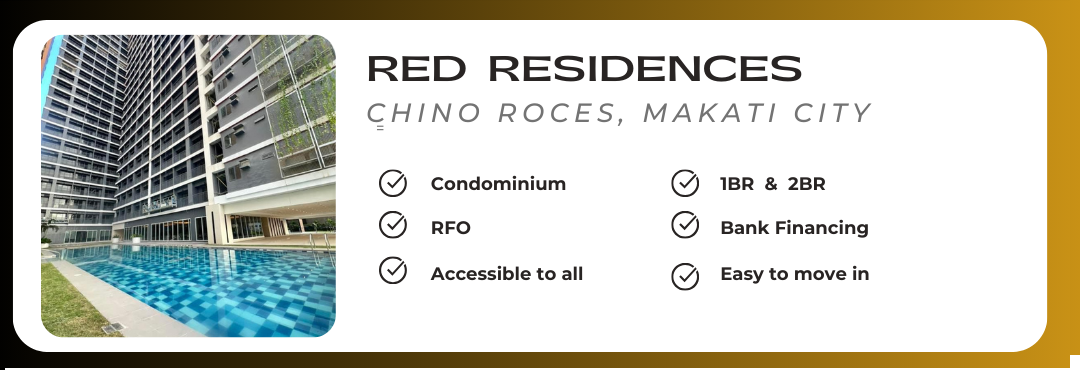 RED RESIDENCES
CHINO ROCES, MAKATI CITY
Condominium
RFO
Accessible to all
1BR & 2BR
Bank Financing
Easy to move in